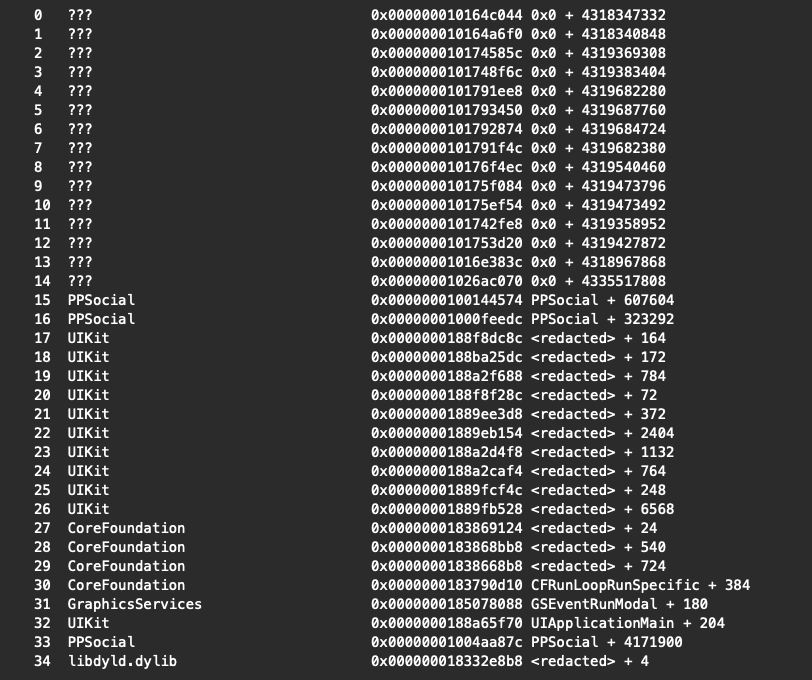 0 ??? 0x000000010164c044 0x0 + 4318347332
1 ??? 0x000000010164a6f0 0x0 + 4318340848
2 ??? 0x000000010174585c 0x0 + 4319369308
3 ??? 0x0000000101748f6c 0x0 + 4319383404
4 ??? 0x0000000101791ee8 0x0 + 4319682280
5 ??? 0x0000000101793450 0x0 + 4319687760
6 ??? 0x0000000101792874 0x0 + 4319684724
7 ??? 0x0000000101791f4c 0x0 + 4319682380
8 ??? 0x000000010176f4ec 0x0 + 4319540460
9 ??? 0x000000010175f084 0x0 + 4319473796
10 ??? 0x000000010175ef54 0x0 + 4319473492
11 ??? 0x0000000101742fe8 0x0 + 4319358952
12 ??? 0x0000000101753d20 0x0 + 4319427872
13 ??? 0x00000001016e383c 0x0 + 4318967868
14 ??? 0x00000001026ac070 0x0 + 4335517808
15 PPSocial 0x0000000100144574 PPSocial + 607604
16 PPSocial 0x00000001000feedc PPSocial + 323292
17 UIKit 0x0000000188f8dc8c <redacted> + 164
18 UIKit 0x0000000188ba25dc <redacted> + 172
19 UIKit 0x0000000188a2f688 <redacted> + 784
20 UIKit 0x0000000188f8f28c <redacted> + 72
21 UIKit 0x00000001889ee3d8 <redacted> + 372
22 UIKit 0x00000001889eb154 <redacted> + 2404
23 UIKit 0x0000000188a2d4f8 <redacted> + 1132
24 UIKit 0x0000000188a2caf4 <redacted> + 764
25 UIKit 0x00000001889fcf4c <redacted> + 248
26 UIKit 0x00000001889fb528 <redacted> + 6568
27 CoreFoundation 0x0000000183869124 <redacted> + 24
28 CoreFoundation 0x0000000183868bb8 <redacted> + 540
29 CoreFoundation 0x00000001838668b8 <redacted> + 724
30 CoreFoundation 0x0000000183790d10 CFRunLoopRunSpecific + 384
31 GraphicsServices 0x0000000185078088 GSEventRunModal + 180
32 UIKit 0x0000000188a65f70 UIApplicationMain + 204
33 PPSocial 0x00000001004aa87c PPSocial + 4171900
34 libdyld.dylib 0x000000018332e8b8 <redacted> + 4